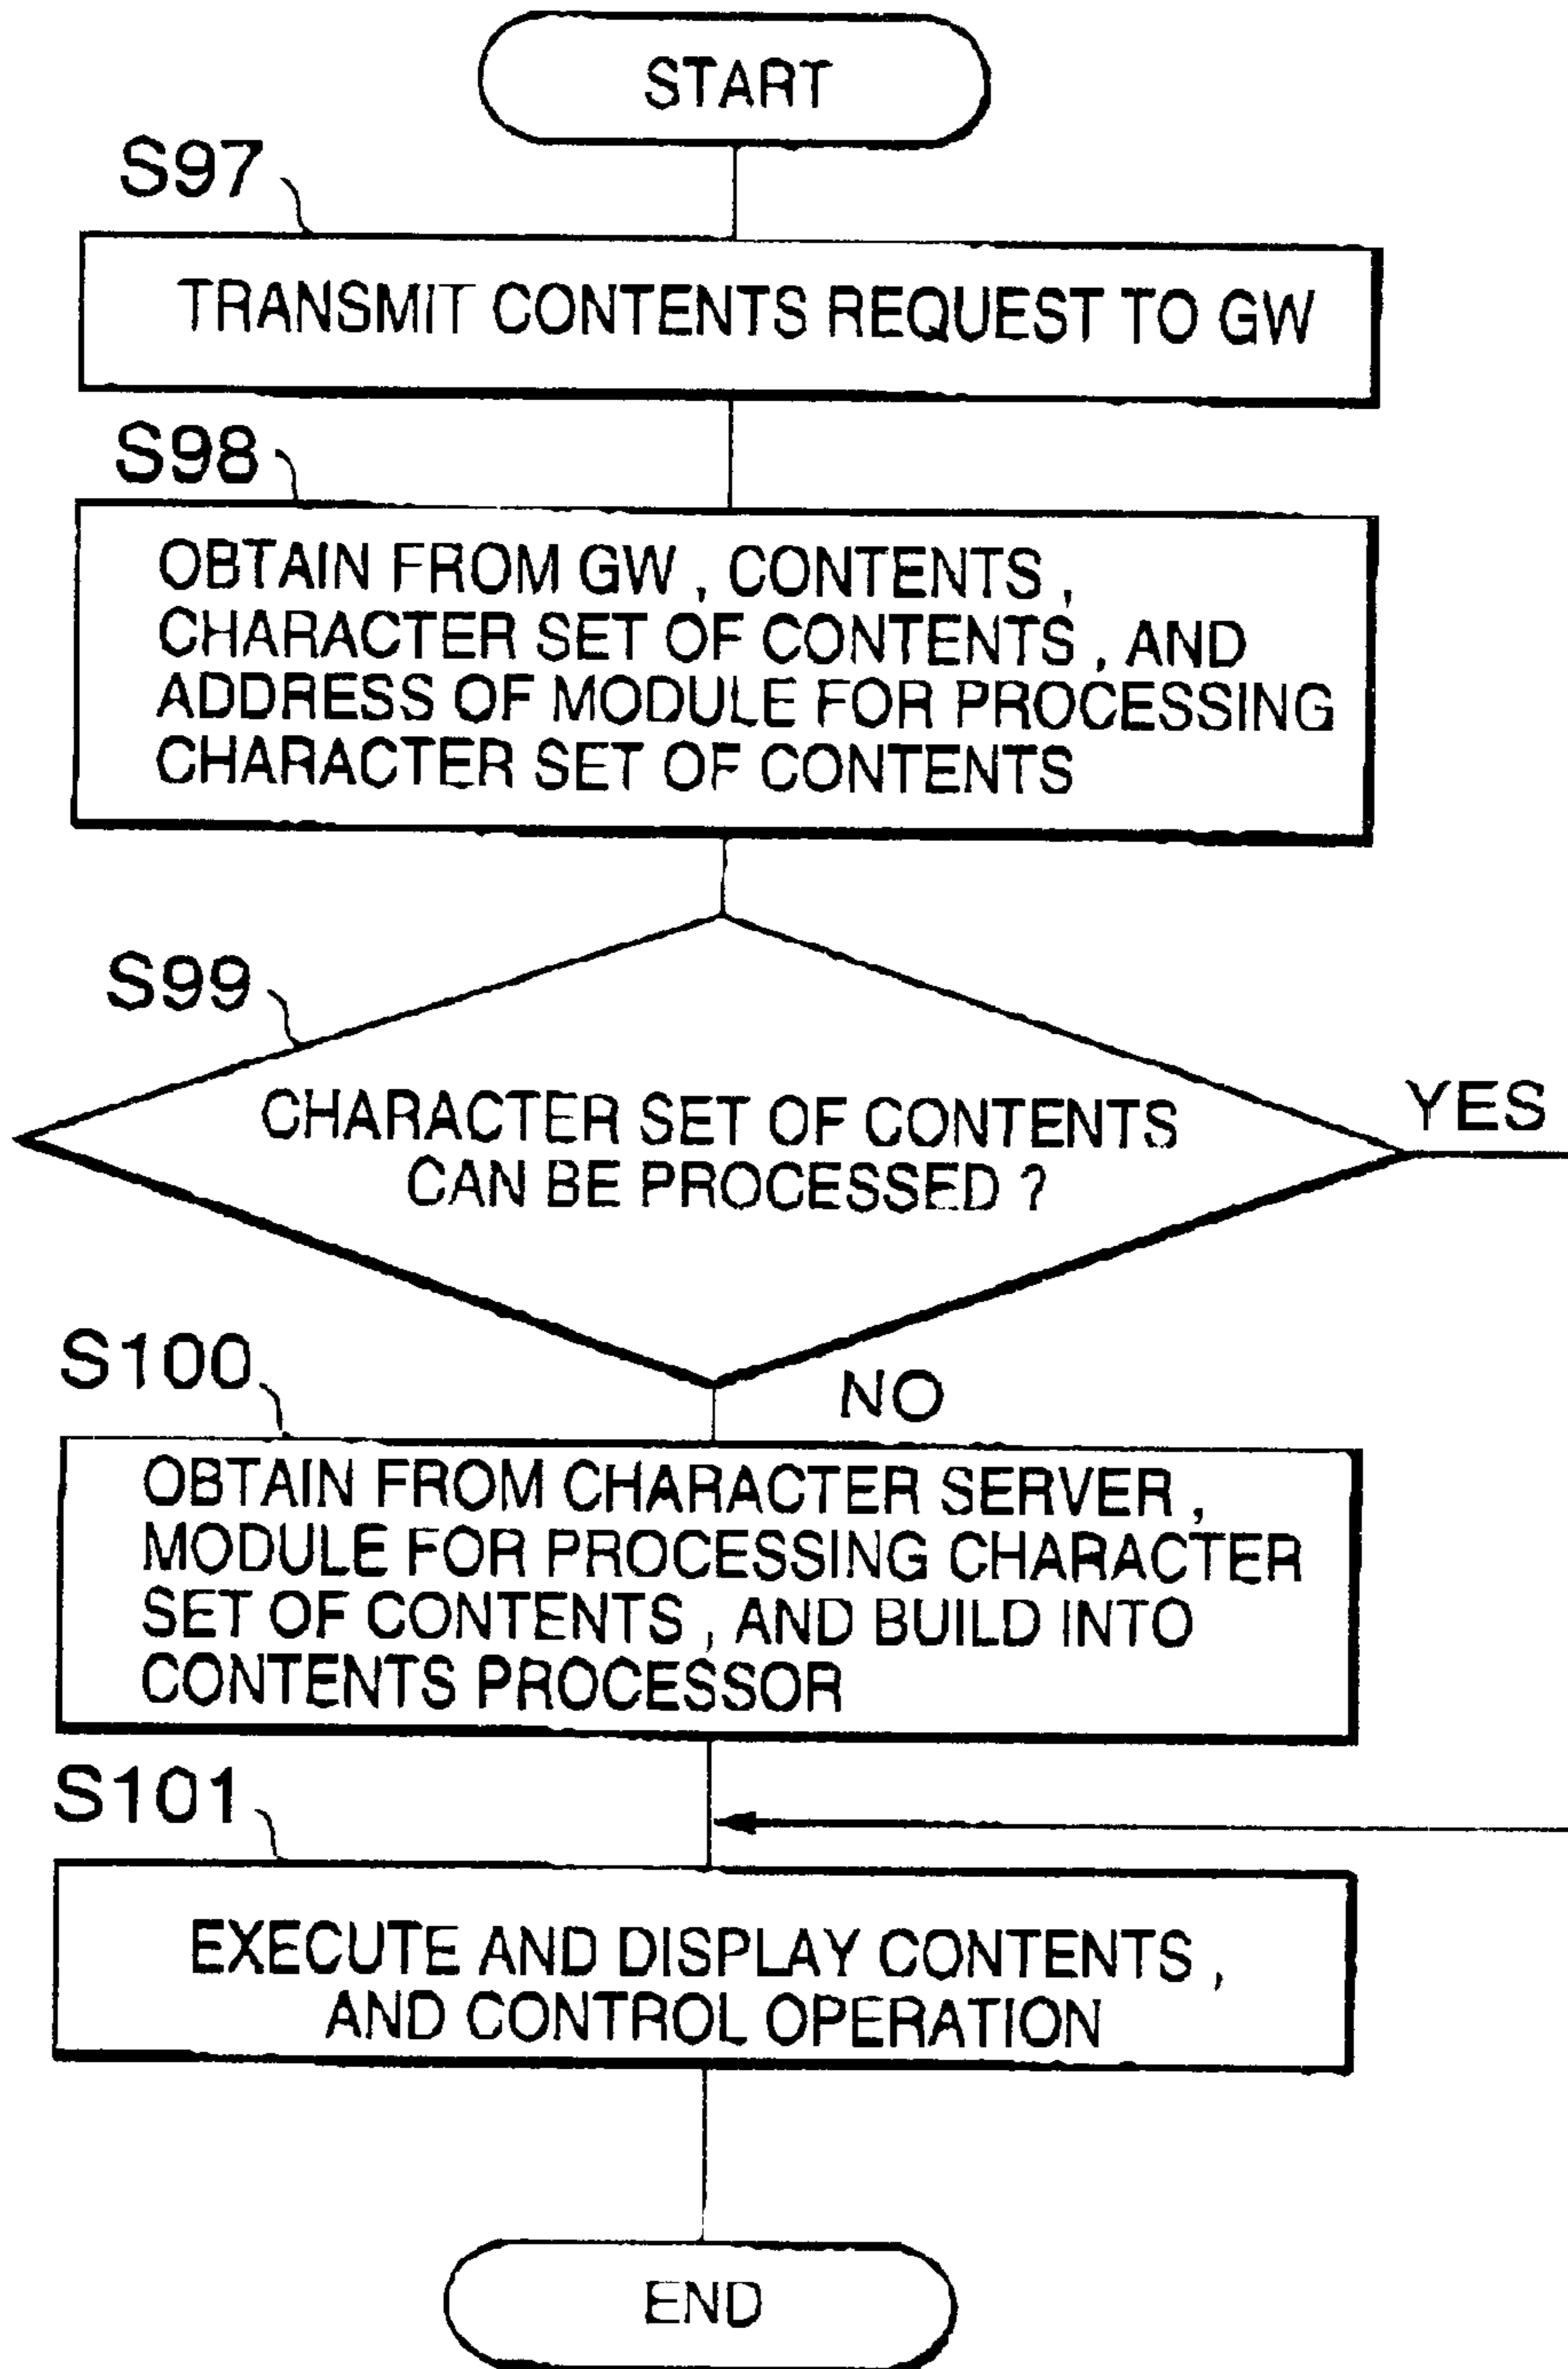 START
S97
TRANSMIT CONTENTS REQUEST TO GW
S98
OBTAIN FROM GW , CONTENTS ,
CHARACTER SET OF CONTENTS , AND
ADDRESS OF MODULE FOR PROCESSING
CHARACTER SET OF CONTENTS
S99
CHARACTER SET OF CONTENTS
CAN BE PROCESSED ?
YES
NO
S100
OBTAIN FROM CHARACTER SERVER ,
MODULE FOR PROCESSING CHARACTER
SET OF CONTENTS , AND BUILD INTO
CONTENTS PROCESSOR
S101
EXECUTE AND DISPLAY CONTENTS ,
AND CONTROL OPERATION
END